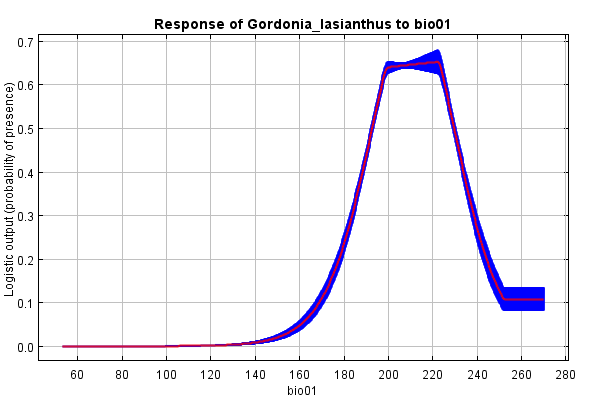 Response of Gordonia_lasianthus to bio01
Logistic output (probability of presence)
0.7
0.6
0.5
0.4
0.3
0.2
0.1
0.0
60 80 100 120 140 160 180 200 220 240 260 280
bio01